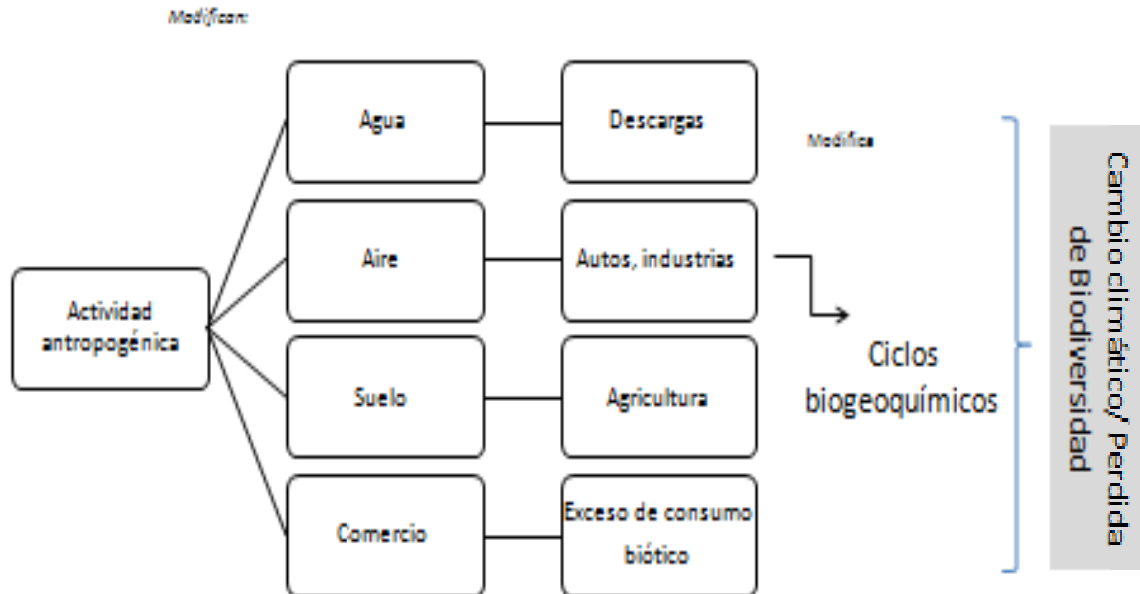 Modifican:
Agua
Descargas
Modifica
Aire
Autos, industrias
Actividad
antropogénica
Ciclos
biogeoquímicos
Suelo
Agricultura
Comercio
Exceso de consumo
biótico
Cambio climático/ Perdida
de Biodiversidad